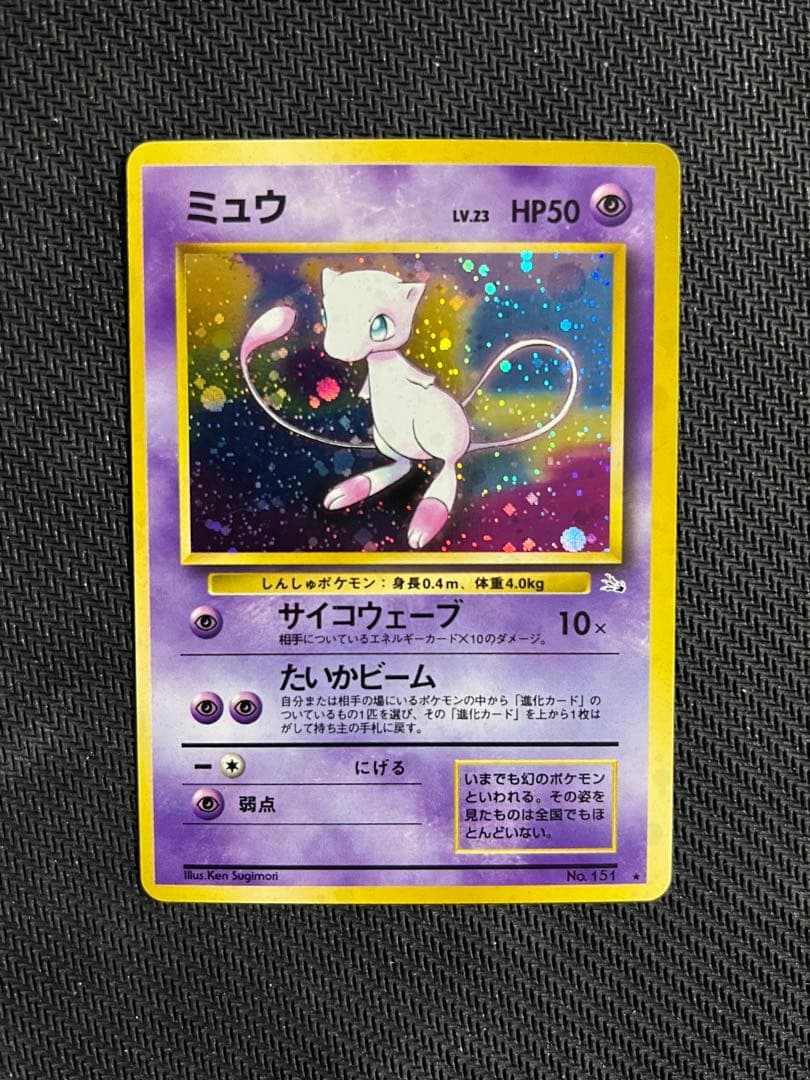 ミュウ LV.23 HP50
しんしゅポケモン：身長0.4m、体重4.0kg
サイコウェーブ 10×
相手についているエネルギーカード×10のダメージ。
たいかビーム
自分または相手の場にいるポケモンの中から「進化カード」の
ついているもの1匹を選び、その「進化カード」を上から1枚は
がして持ち主の手札に戻す。
− にげる
弱点
いまでも幻のポケモン
といわれる。その姿を
見たものは全国でもほ
とんどいない。
Illus.Ken Sugimori No. 151 ★